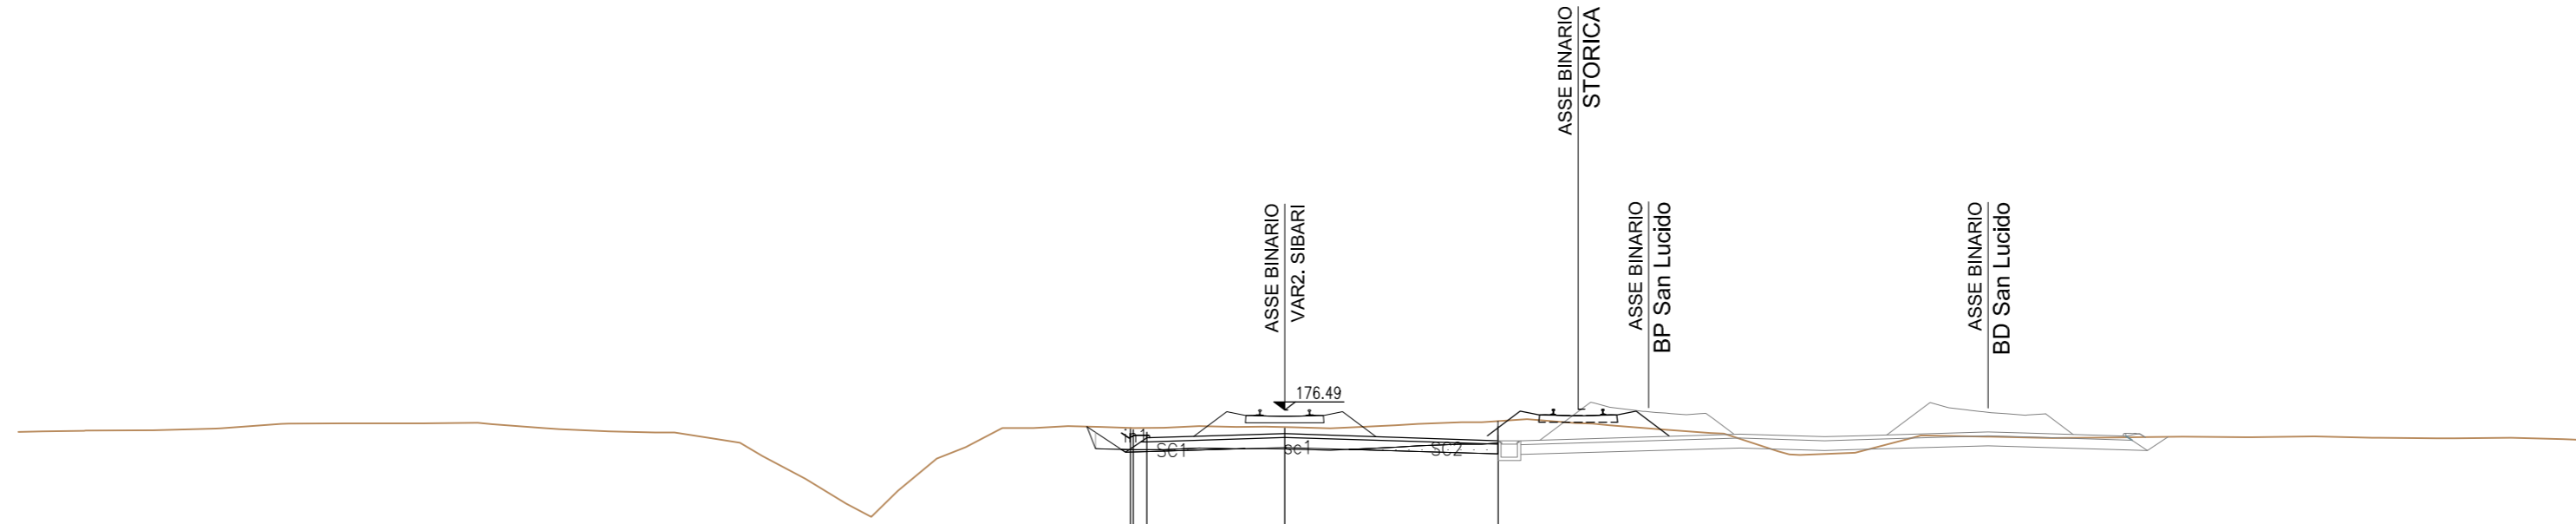 ASSE BINARIO
STORICA
ASSE BINARIO
VAR2. SIBARI
ASSE BINARIO
BP San Lucido
ASSE BINARIO
BD San Lucido
176.49
SC1
sc1
SC2